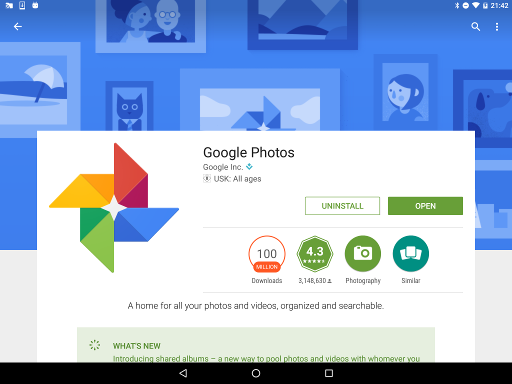 21:42
Google Photos
Google Inc.
USK: All ages
UNINSTALL
OPEN
100
MILLION
4.3
Downloads
3,148,630
Photography
Similar
A home for all your photos and videos, organized and searchable.
WHAT'S NEW
Introducing shared albums – a new way to pool photos and videos with whomever you